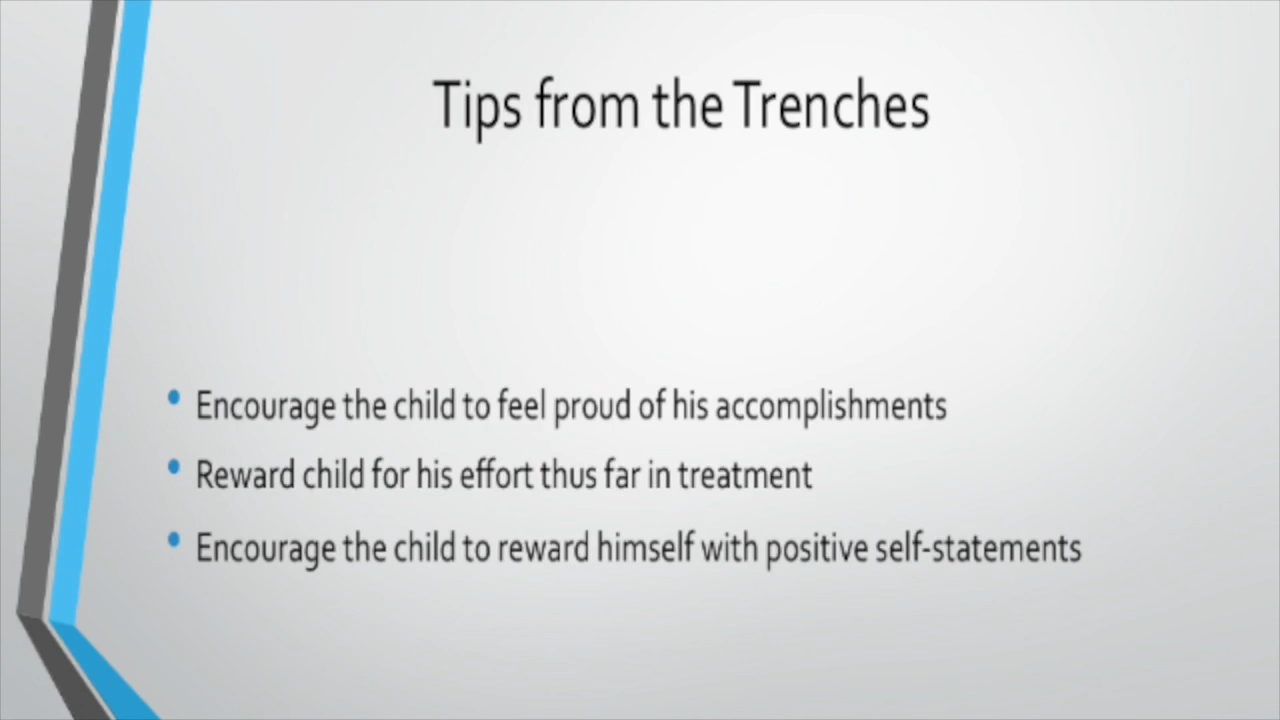 Tips from the Trenches
• Encourage the child to feel proud of his accomplishments
• Reward child for his effort thus far in treatment
• Encourage the child to reward himself with positive self-statements